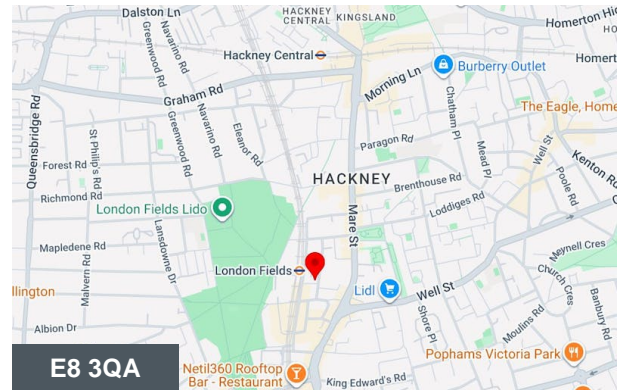 Dalston Ln
HACKNEY
CENTRAL
KINGSLAND
Homerton Hig
HO
Navarino Rd
Greenwood Rd
Hackney Central
Burberry Outlet
Homert
Morning Ln
Graham Rd
Queensbridge Rd
St Philip's Rd
Greenwood Rd
Navarino Rd
Eleanor Rd
Chatham Pl
The Eagle, Home
Paragon Rd
Mead Pl
Well St
Kenton Rd
Forest Rd
HACKNEY
Brenthouse Rd
Poole Rd
Richmond Rd
London Fields Lido
Mare St
Loddiges Rd
Lansdowne Dr
Mapledene Rd
Malvern Rd
Meynell Cres
London Fields
Church Cres
Banbury Rd
llington
Lidl
Well St
Shore Pl
Moulins Rd
Albion Dr
Pophams Victoria Park
E8 3QA
Netil360 Rooftop
Bar - Restaurant
King Edward's Rd